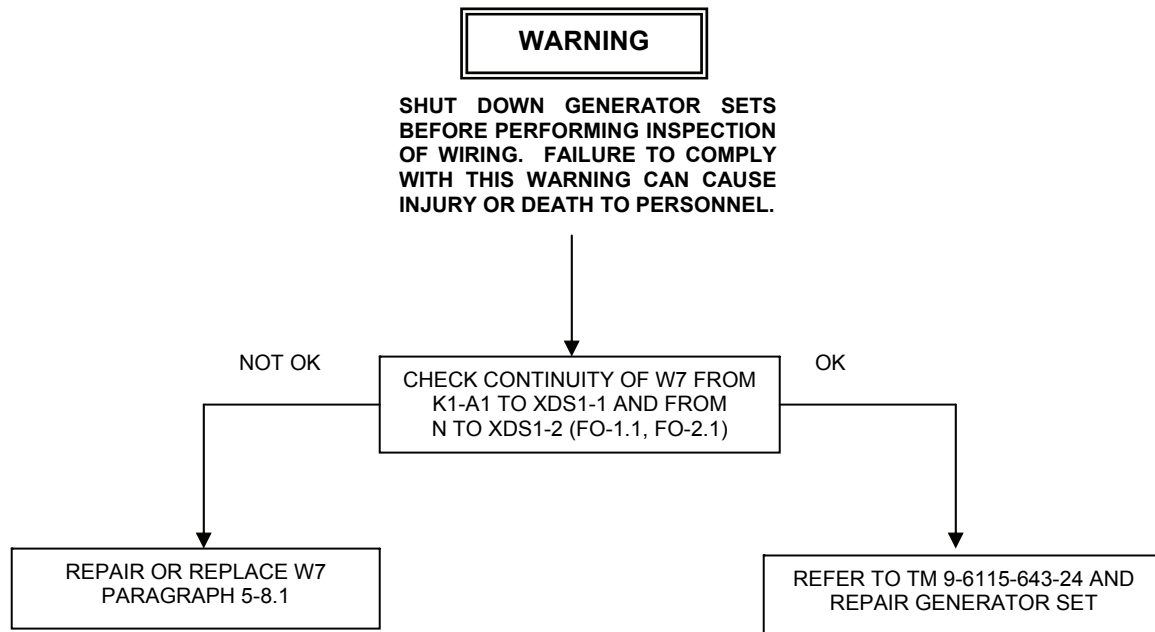 WARNING
SHUT DOWN GENERATOR SETS
BEFORE PERFORMING INSPECTION
OF WIRING. FAILURE TO COMPLY
WITH THIS WARNING CAN CAUSE
INJURY OR DEATH TO PERSONNEL.
NOT OK
OK
CHECK CONTINUITY OF W7 FROM
K1-A1 TO XDS1-1 AND FROM
N TO XDS1-2 (FO-1.1, FO-2.1)
REPAIR OR REPLACE W7
PARAGRAPH 5-8.1
REFER TO TM 9-6115-643-24 AND
REPAIR GENERATOR SET